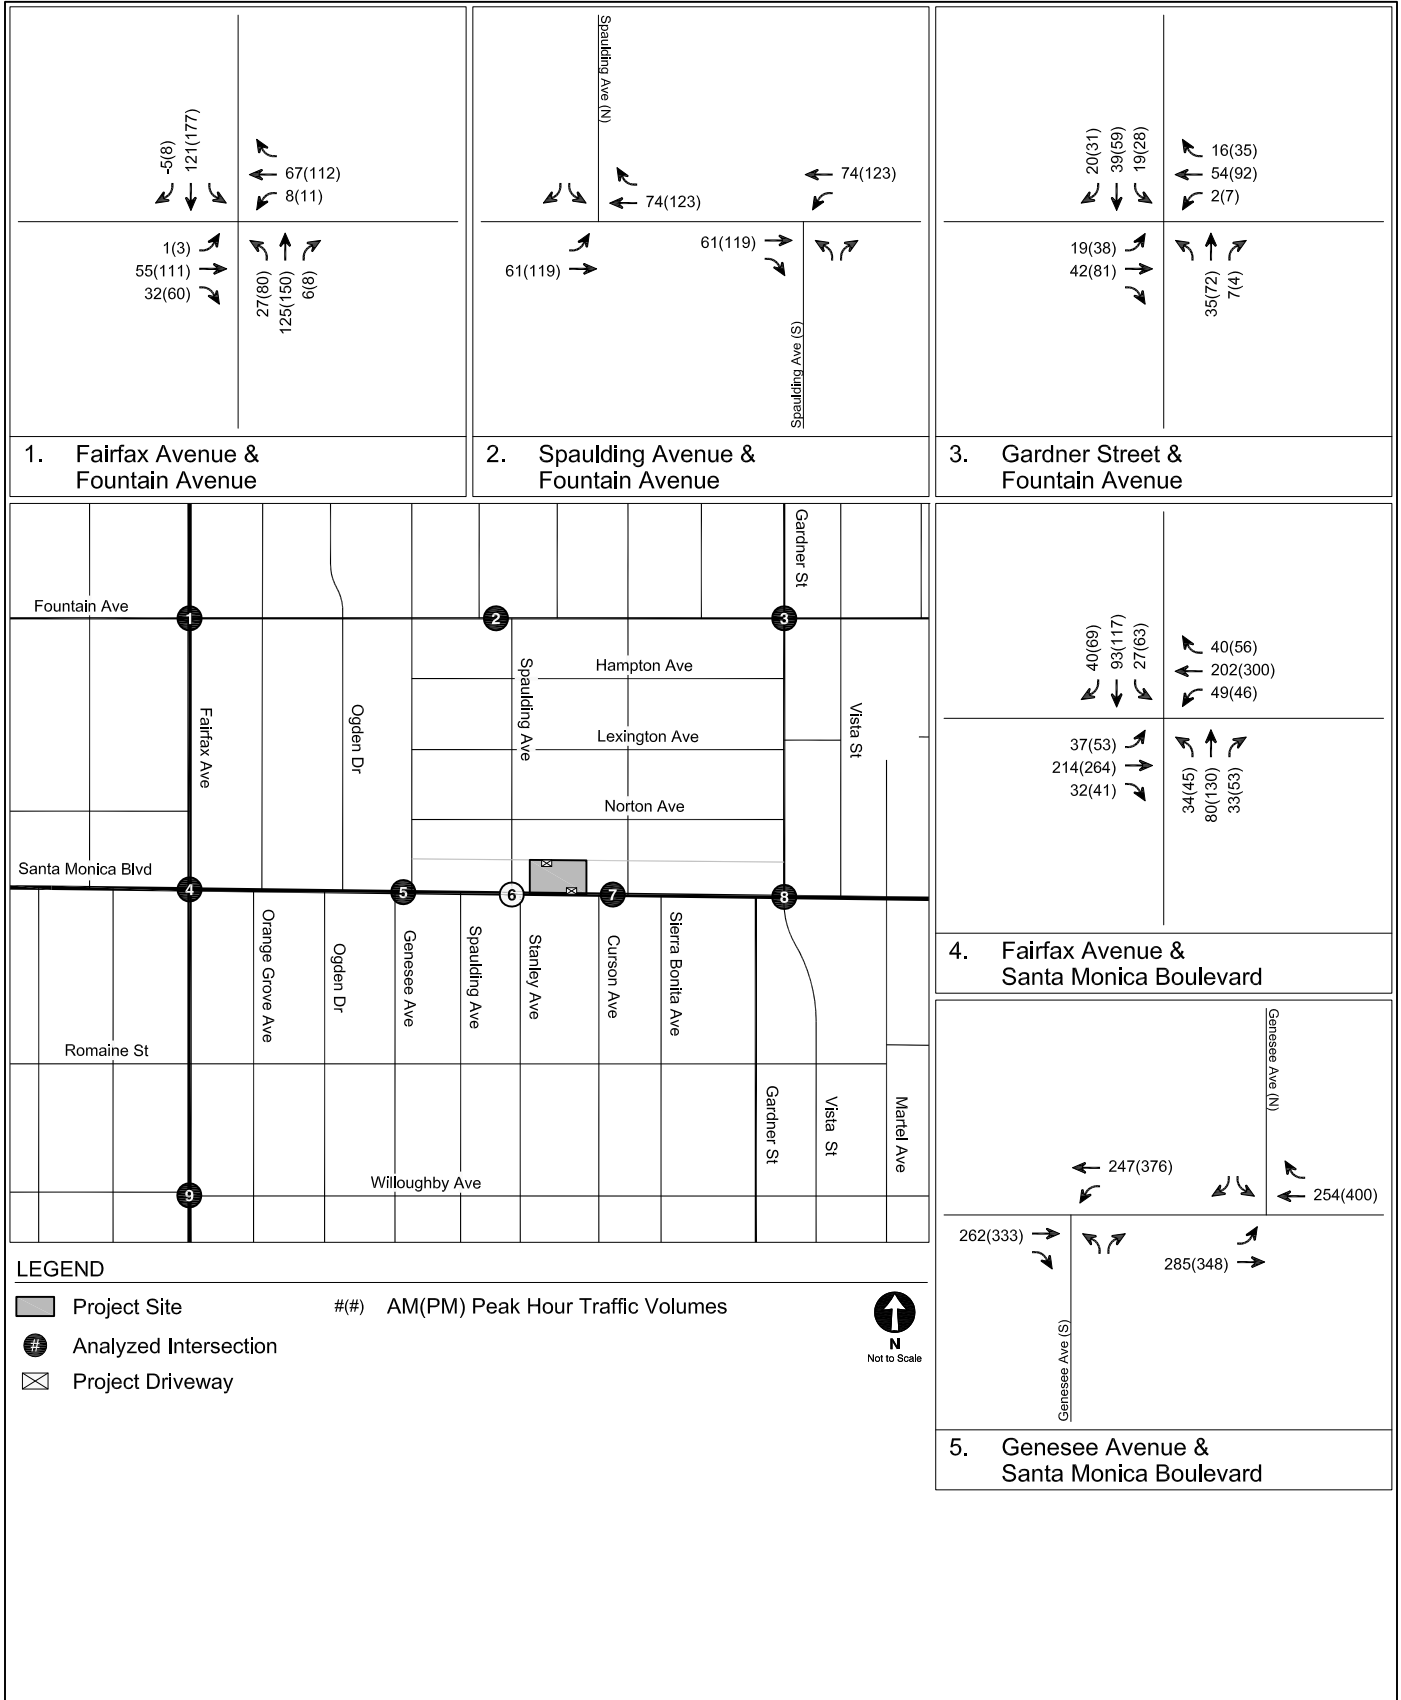 -5(8)
121(177)
67(112)
8(11)
1(3)
55(111)
32(60)
27(80)
125(150)
6(8)
1. Fairfax Avenue &
Fountain Avenue
Spaulding Ave (N)
74(123)
74(123)
61(119)
61(119)
Spaulding Ave (S)
2. Spaulding Avenue &
Fountain Avenue
20(31)
39(59)
19(28)
16(35)
54(92)
2(7)
19(38)
42(81)
35(72)
7(4)
3. Gardner Street &
Fountain Avenue
Gardner St
Fountain Ave
1
2
3
Hampton Ave
Spaulding Ave
Fairfax Ave
Ogden Dr
Vista St
Lexington Ave
Norton Ave
Santa Monica Blvd
4
5
6
7
8
Orange Grove Ave
Ogden Dr
Genesee Ave
Spaulding Ave
Stanley Ave
Curson Ave
Sierra Bonita Ave
Romaine St
Gardner St
Vista St
Martel Ave
Willoughby Ave
9
40(69)
93(117)
27(63)
40(56)
202(300)
49(46)
37(53)
214(264)
32(41)
34(45)
80(130)
33(53)
4. Fairfax Avenue &
Santa Monica Boulevard
Genesee Ave (N)
247(376)
254(400)
262(333)
285(348)
Genesee Ave (S)
5. Genesee Avenue &
Santa Monica Boulevard
LEGEND
Project Site
#(#) AM(PM) Peak Hour Traffic Volumes
# Analyzed Intersection
Project Driveway
N
Not to Scale